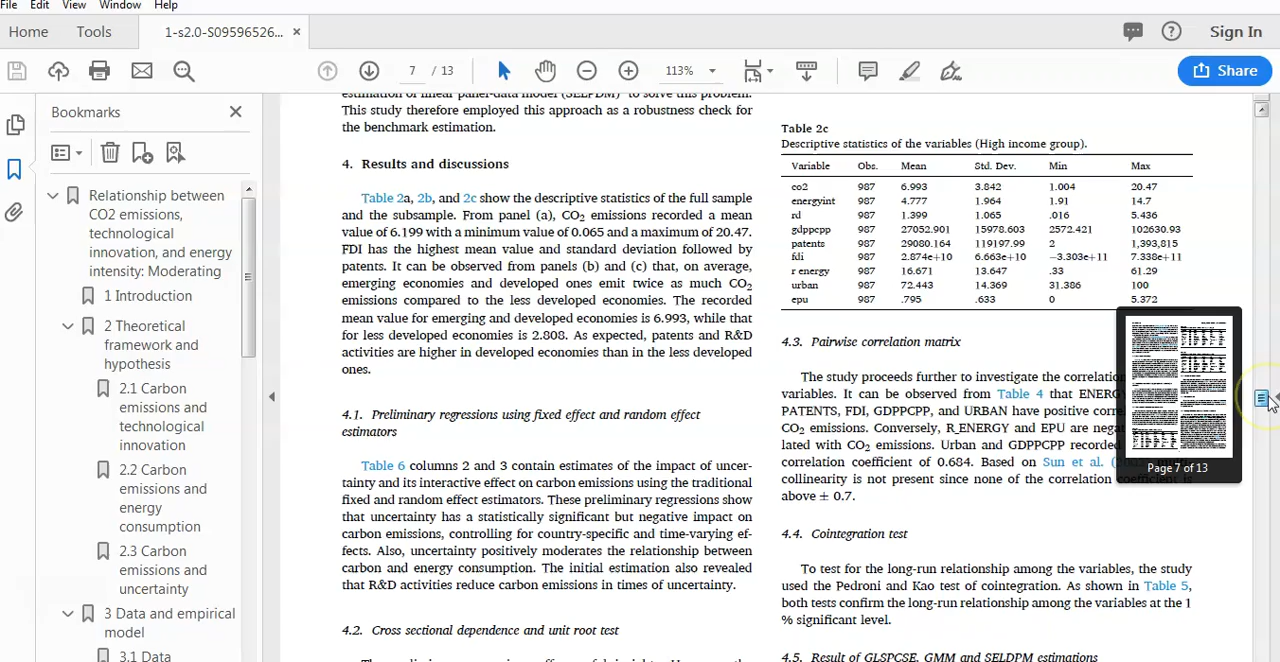 File Edit View Window Help
Home Tools 1-s2.0-S09596526... × Sign In
7 / 13 113% Share
Bookmarks
Relationship between
CO2 emissions,
technological
innovation, and energy
intensity: Moderating
1 Introduction
2 Theoretical
framework and
hypothesis
2.1 Carbon
emissions and
technological
innovation
2.2 Carbon
emissions and
energy
consumption
2.3 Carbon
emissions and
uncertainty
3 Data and empirical
model
3.1 Data
estimation of linear panel-data model (SELPDM)" to solve this problem.
This study therefore employed this approach as a robustness check for
the benchmark estimation.
4. Results and discussions
Table 2a, 2b, and 2c show the descriptive statistics of the full sample
and the subsample. From panel (a), CO2 emissions recorded a mean
value of 6.199 with a minimum value of 0.065 and a maximum of 20.47.
FDI has the highest mean value and standard deviation followed by
patents. It can be observed from panels (b) and (c) that, on average,
emerging economies and developed ones emit twice as much CO2
emissions compared to the less developed economies. The recorded
mean value for emerging and developed economies is 6.993, while that
for less developed economies is 2.808. As expected, patents and R&D
activities are higher in developed economies than in the less developed
ones.
4.1. Preliminary regressions using fixed effect and random effect
estimators
Table 6 columns 2 and 3 contain estimates of the impact of uncer-
tainty and its interactive effect on carbon emissions using the traditional
fixed and random effect estimators. These preliminary regressions show
that uncertainty has a statistically significant but negative impact on
carbon emissions, controlling for country-specific and time-varying ef-
fects. Also, uncertainty positively moderates the relationship between
carbon and energy consumption. The initial estimation also revealed
that R&D activities reduce carbon emissions in times of uncertainty.
4.2. Cross sectional dependence and unit root test
Table 2c
Descriptive statistics of the variables (High income group).
Variable Obs. Mean Std. Dev. Min Max
co2 987 6.993 3.842 1.004 20.47
energyint 987 4.777 1.964 1.91 14.7
rd 987 1.399 1.065 .016 5.436
gdppcpp 987 27052.901 15978.603 2572.421 102630.93
patents 987 29080.164 119197.99 2 1,393,815
fdi 987 2.874e+10 6.663e+10 −3.303e+11 7.338e+11
r energy 987 16.671 13.647 .33 61.29
urban 987 72.443 14.369 31.386 100
epu 987 .795 .633 0 5.372
4.3. Pairwise correlation matrix
The study proceeds further to investigate the correlation
variables. It can be observed from Table 4 that
PATENTS, FDI, GDPPCPP, and URBAN have positive
CO2 emissions. Conversely, R_ENERGY and EPU are
lated with CO2 emissions. Urban and GDPPCPP recorded
correlation coefficient of 0.684. Based on Sun et al.
collinearity is not present since none of the correlation coefficient is
above ± 0.7.
4.4. Cointegration test
To test for the long-run relationship among the variables, the study
used the Pedroni and Kao test of cointegration. As shown in Table 5,
both tests confirm the long-run relationship among the variables at the 1
% significant level.
4.5. Result of GLSPCSE, GMM and SELDPM estimations
Page 7 of 13